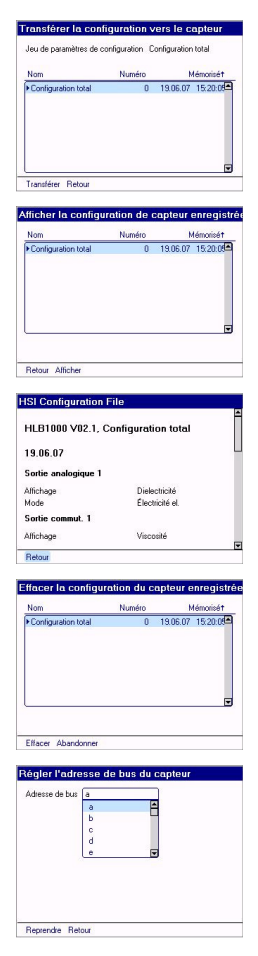 Transférer la configuration vers le capteur
Jeu de paramètres de configuration Configuration total
Nom Numéro Mémorisé↑
Configuration total 0 19.06.07 15:20:05
Transférer Retour
Afficher la configuration de capteur enregistrée
Nom Numéro Mémorisé↑
Configuration total 0 19.06.07 15:20:05
Retour Afficher
HSI Configuration File
HLB1000 V02.1, Configuration total
19.06.07
Sortie analogique 1
Affichage Dielectricité
Mode Électricité el.
Sortie commut. 1
Affichage Viscosité
Retour
Effacer la configuration du capteur enregistrée
Nom Numéro Mémorisé↑
Configuration total 0 19.06.07 15:20:05
Effacer Abandonner
Régler l'adresse de bus du capteur
Adresse de bus a
a
b
c
d
e
Reprendre Retour